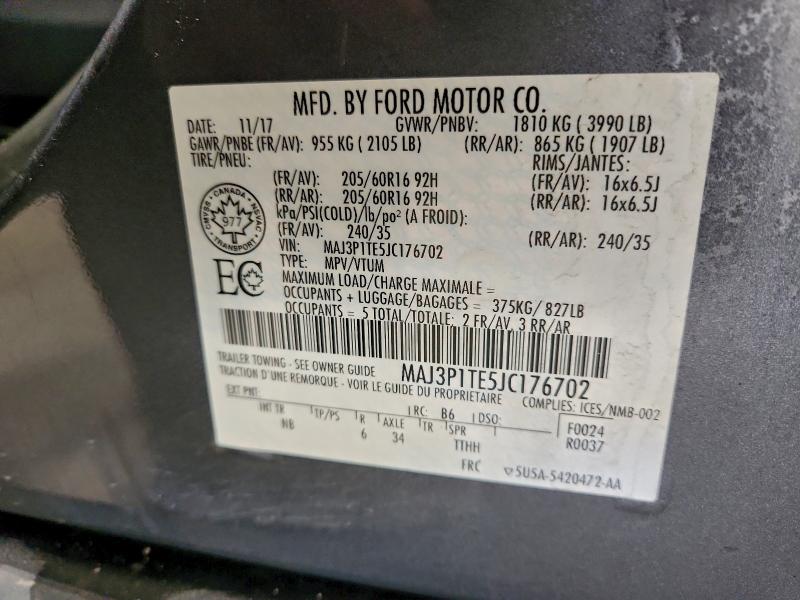 MFD. BY FORD MOTOR CO.
DATE: 11/17 GVWR/PNBV: 1810 KG ( 3990 LB)
GAWR/PNBE (FR/AV): 955 KG ( 2105 LB) (RR/AR): 865 KG ( 1907 LB)
TIRE/PNEU: RIMS/JANTES:
(FR/AV): 205/60R16 92H (FR/AV): 16x6.5J
(RR/AR): 205/60R16 92H (RR/AR): 16x6.5J
kPa/PSI(COLD)/lb/po² (A FROID):
(FR/AV): 240/35 (RR/AR): 240/35
CANADA
CMVSS 977 NSVAC
TRANSPORT
VIN: MAJ3P1TE5JC176702
TYPE: MPV/VTUM
EC
MAXIMUM LOAD/CHARGE MAXIMALE =
OCCUPANTS + LUGGAGE/BAGAGES = 375KG/ 827LB
OCCUPANTS = 5 TOTAL/TOTALE: 2 FR/AV, 3 RR/AR
TRAILER TOWING - SEE OWNER GUIDE MAJ3P1TE5JC176702
TRACTION D'UNE REMORQUE - VOIR LE GUIDE DU PROPRIETAIRE
EXT PNT: RC: B6 DSO: COMPLIES: ICES/NMB-002
INT TR TP/PS R AXLE TR SPR F0024
NB 6 34 TTHH R0037
FRC 5U5A-5420472-AA